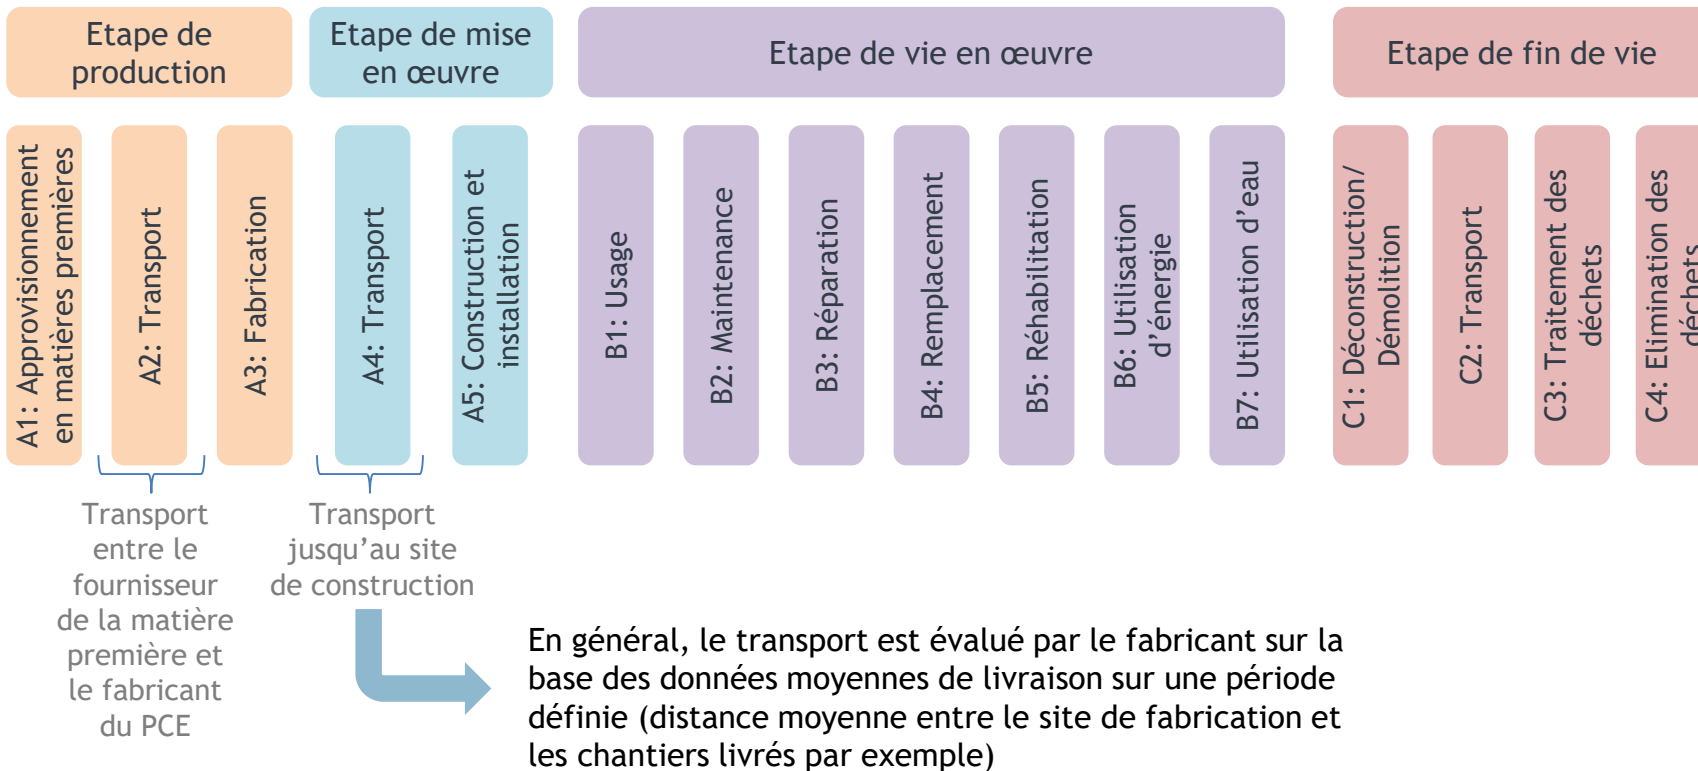 Etape de
production
Etape de mise
en œuvre
Etape de vie en œuvre
Etape de fin de vie
A1: Approvisionnement
en matières premières
A2: Transport
A3: Fabrication
A4: Transport
A5: Construction et
installation
B1: Usage
B2: Maintenance
B3: Réparation
B4: Remplacement
B5: Réhabilitation
B6: Utilisation
d’énergie
B7: Utilisation d’eau
C1: Déconstruction/
Démolition
C2: Transport
C3: Traitement des
déchets
C4: Elimination des
déchets
Transport
entre le
fournisseur
de la matière
première et
le fabricant
du PCE
Transport
jusqu’au site
de construction
En général, le transport est évalué par le fabricant sur la
base des données moyennes de livraison sur une période
définie (distance moyenne entre le site de fabrication et
les chantiers livrés par exemple)